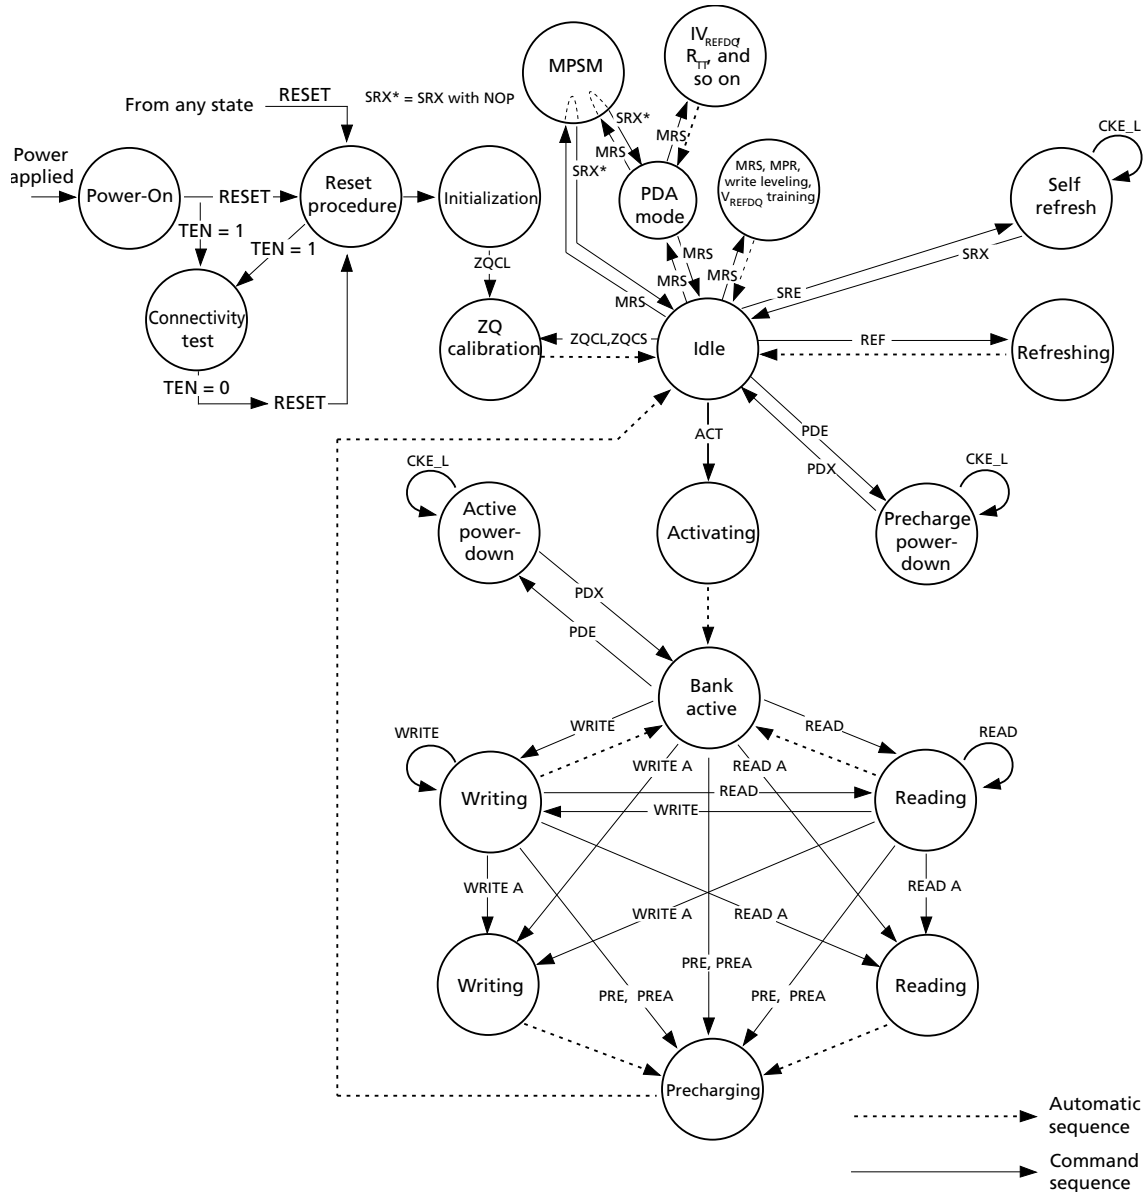 IVREFDQ,
RTT, and
so on
MPSM
SRX* = SRX with NOP
From any state
RESET
SRX*
MRS
MRS
CKE_L
Power
applied
Power-On
RESET
Reset
procedure
Initialization
SRX*
MRS
PDA
mode
MRS, MPR,
write leveling,
VREFDQ training
Self
refresh
TEN = 1
TEN = 1
ZQCL
MRS
MRS
MRS
SRX
SRE
MRS
Connectivity
test
ZQ
calibration
ZQCL,ZQCS
Idle
REF
Refreshing
TEN = 0
RESET
ACT
PDE
PDX
CKE_L
CKE_L
Active
power-
down
Activating
Precharge
power-
down
PDX
PDE
Bank
active
WRITE
READ
WRITE
READ
WRITE A
READ A
Writing
READ
WRITE
Reading
WRITE A
READ A
WRITE A
READ A
Writing
PRE, PREA
Reading
PRE, PREA
PRE, PREA
Precharging
Automatic
sequence
Command
sequence